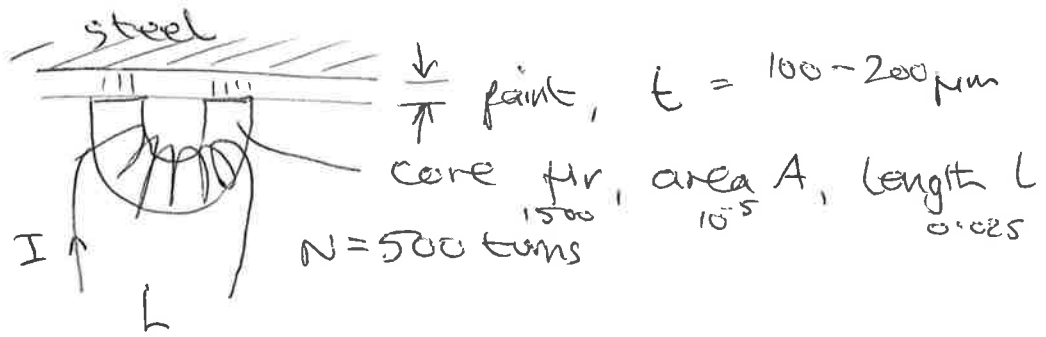 steel
paint, t = 100-200 μm
core μr, area A, length l
1500 10⁻⁵ 0.025
I N = 500 turns
L